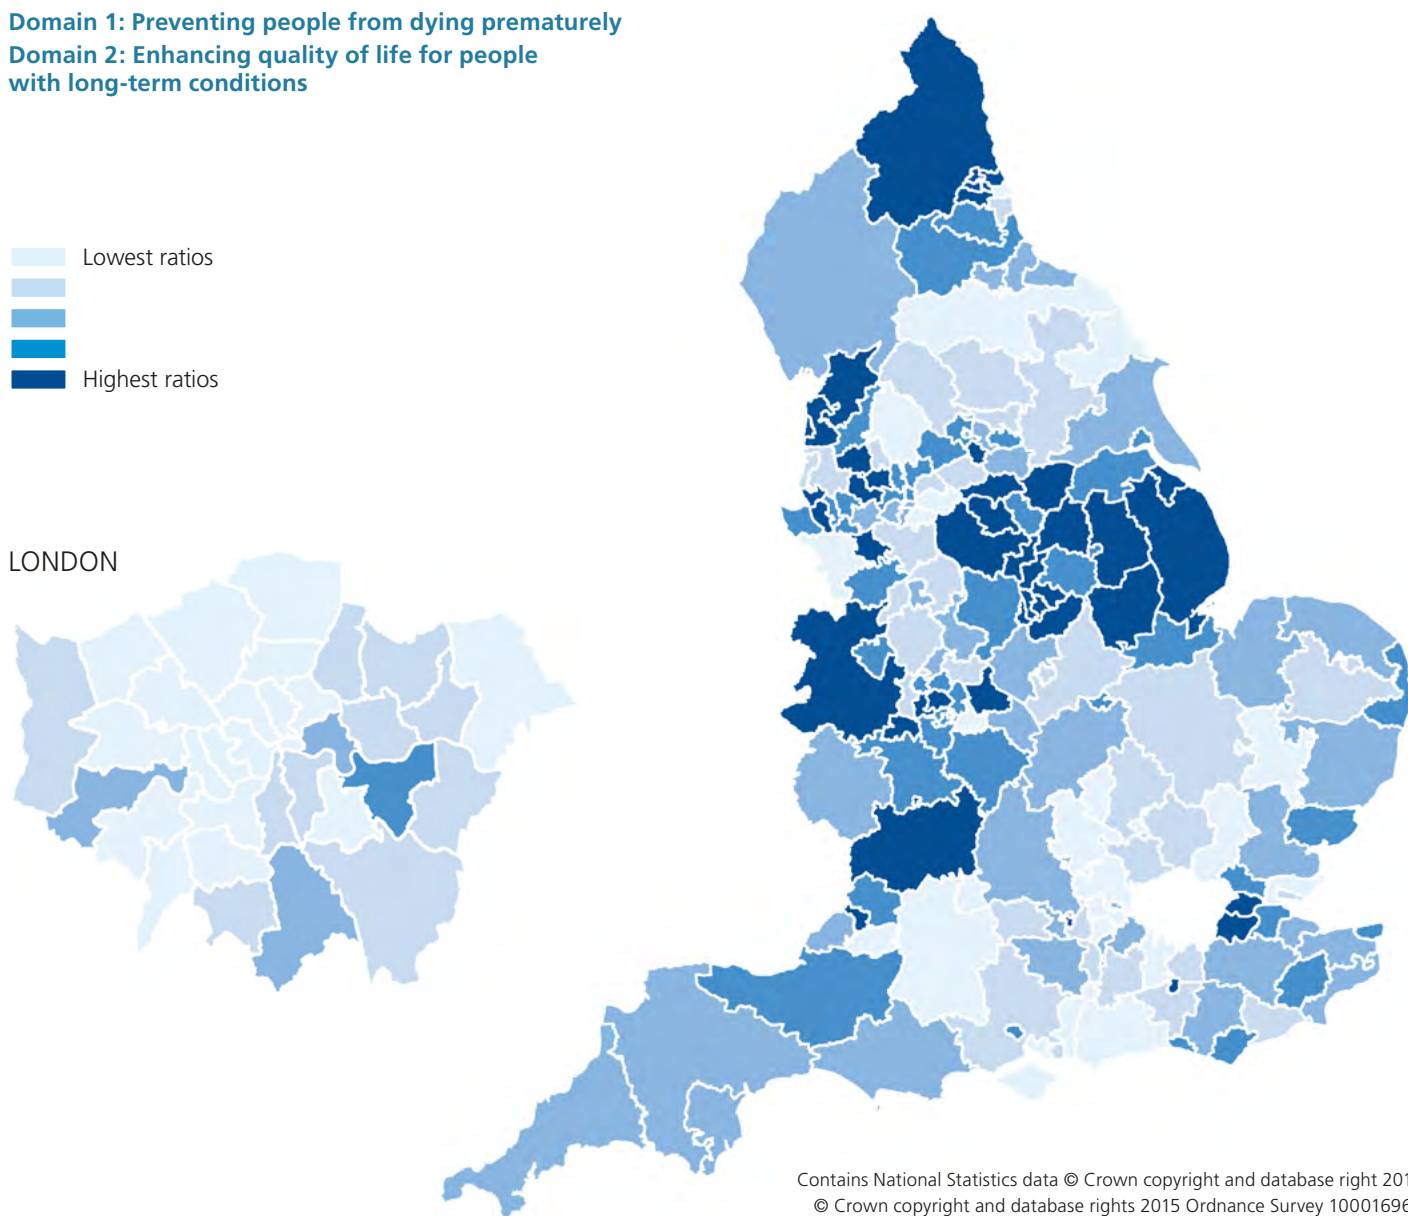 Domain 1: Preventing people from dying prematurely
Domain 2: Enhancing quality of life for people
with long-term conditions
Lowest ratios
Highest ratios
LONDON
Contains National Statistics data © Crown copyright and database right 201
© Crown copyright and database rights 2015 Ordnance Survey 10001696